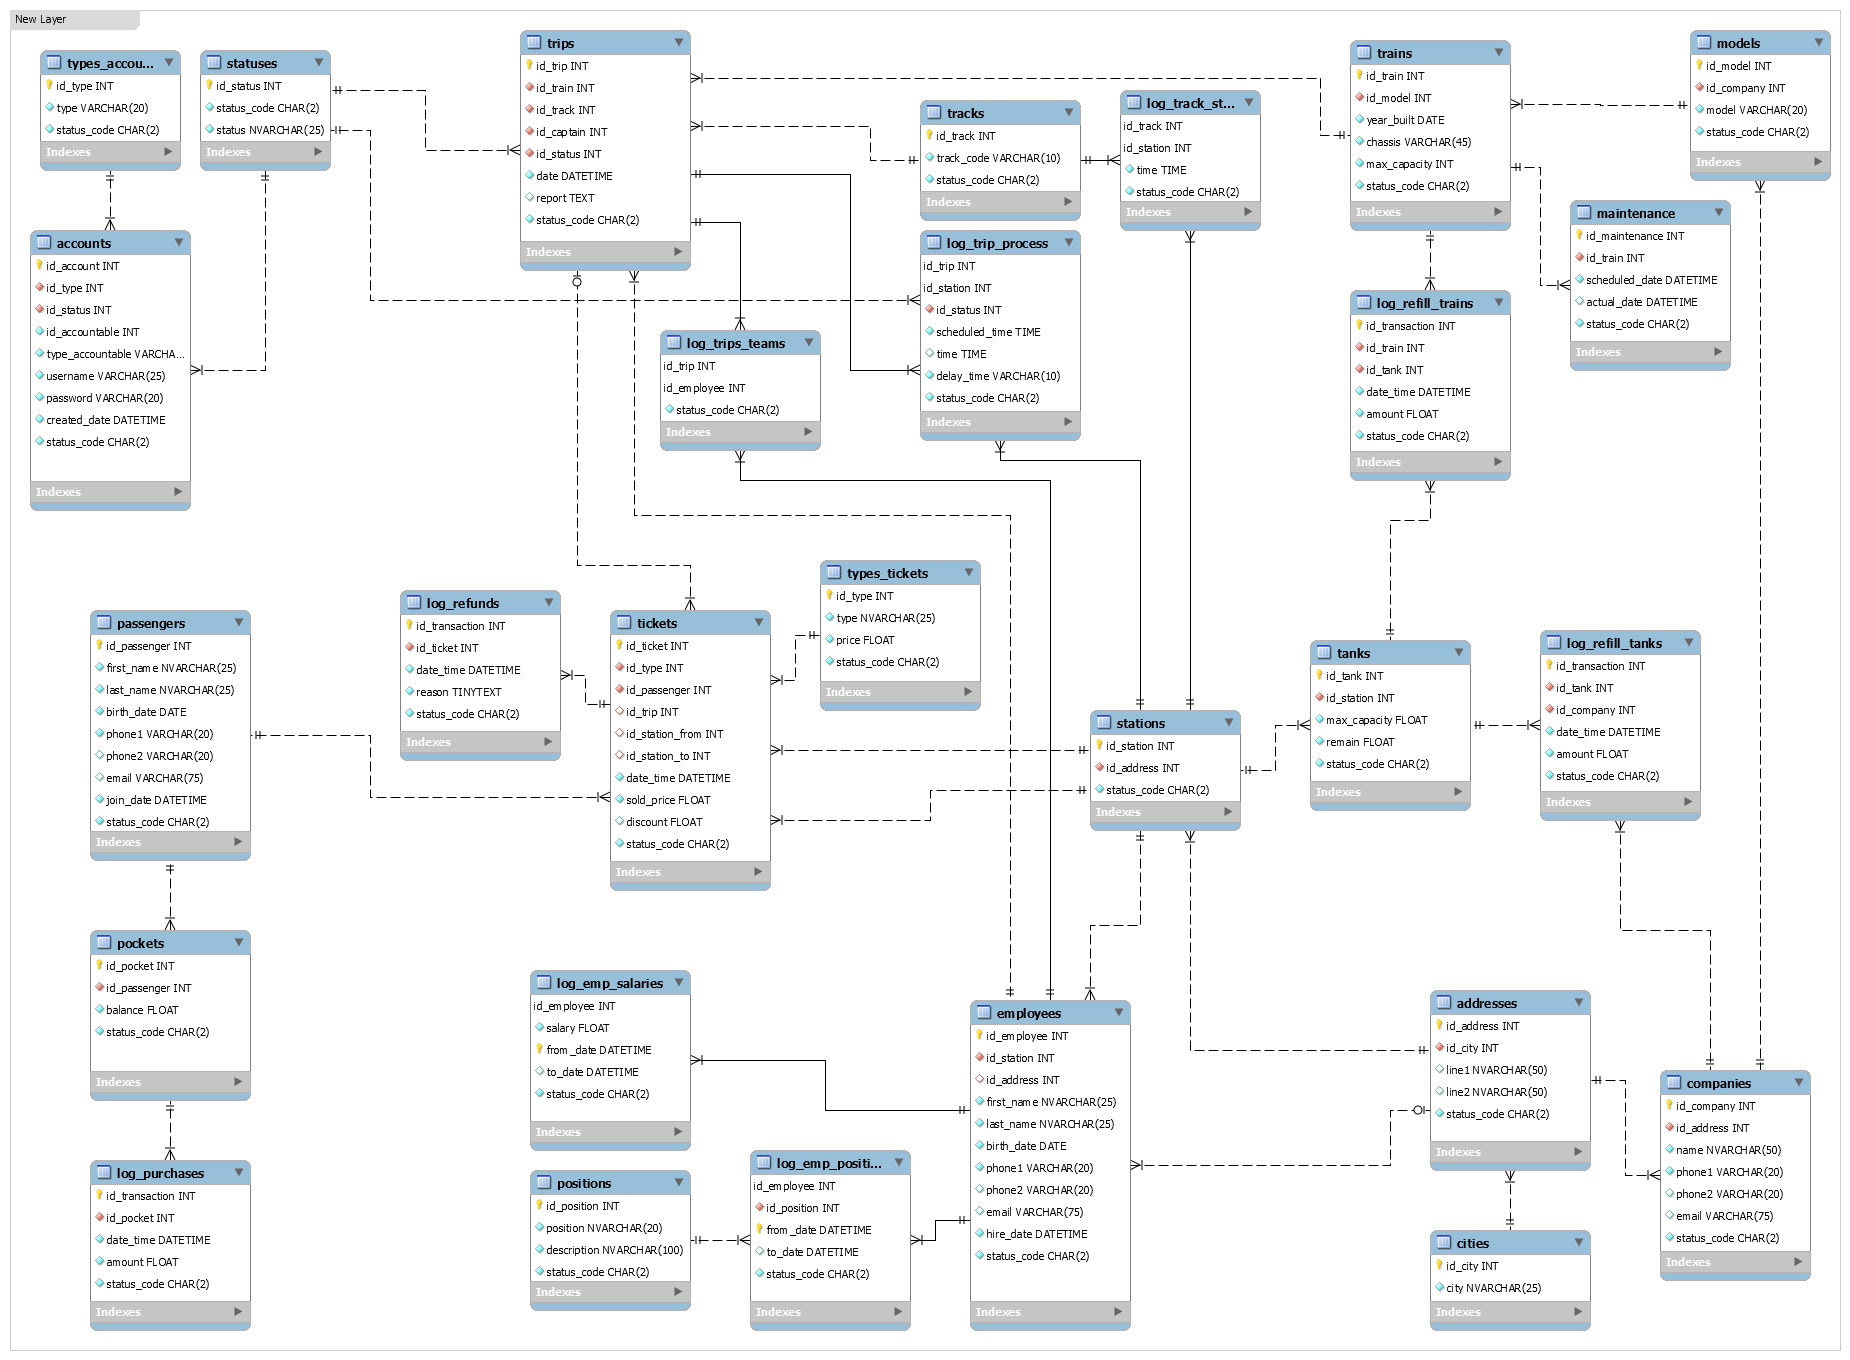 New Layer
types_accou...
id_type INT
type VARCHAR(20)
status_code CHAR(2)
Indexes
statuses
id_status INT
status_code CHAR(2)
status NVARCHAR(25)
Indexes
trips
id_trip INT
id_train INT
id_track INT
id_captain INT
id_status INT
date DATETIME
report TEXT
status_code CHAR(2)
Indexes
tracks
id_track INT
track_code VARCHAR(10)
status_code CHAR(2)
Indexes
log_track_st...
id_track INT
id_station INT
time TIME
status_code CHAR(2)
Indexes
trains
id_train INT
id_model INT
year_built DATE
chassis VARCHAR(45)
max_capacity INT
status_code CHAR(2)
Indexes
models
id_model INT
id_company INT
model VARCHAR(20)
status_code CHAR(2)
Indexes
maintenance
id_maintenance INT
id_train INT
scheduled_date DATETIME
actual_date DATETIME
status_code CHAR(2)
Indexes
accounts
id_account INT
id_type INT
id_status INT
id_accountable INT
type_accountable VARCHA...
username VARCHAR(25)
password VARCHAR(20)
created_date DATETIME
status_code CHAR(2)
Indexes
log_trip_process
id_trip INT
id_station INT
id_status INT
scheduled_time TIME
time TIME
delay_time VARCHAR(10)
status_code CHAR(2)
Indexes
log_trips_teams
id_trip INT
id_employee INT
status_code CHAR(2)
Indexes
log_refill_trains
id_transaction INT
id_train INT
id_tank INT
date_time DATETIME
amount FLOAT
status_code CHAR(2)
Indexes
passengers
id_passenger INT
first_name NVARCHAR(25)
last_name NVARCHAR(25)
birth_date DATE
phone1 VARCHAR(20)
phone2 VARCHAR(20)
email VARCHAR(75)
join_date DATETIME
status_code CHAR(2)
Indexes
log_refunds
id_transaction INT
id_ticket INT
date_time DATETIME
reason TINYTEXT
status_code CHAR(2)
Indexes
tickets
id_ticket INT
id_type INT
id_passenger INT
id_trip INT
id_station_from INT
id_station_to INT
date_time DATETIME
sold_price FLOAT
discount FLOAT
status_code CHAR(2)
Indexes
types_tickets
id_type INT
type NVARCHAR(25)
price FLOAT
status_code CHAR(2)
Indexes
stations
id_station INT
id_address INT
status_code CHAR(2)
Indexes
tanks
id_tank INT
id_station INT
max_capacity FLOAT
remain FLOAT
status_code CHAR(2)
Indexes
log_refill_tanks
id_transaction INT
id_tank INT
id_company INT
date_time DATETIME
amount FLOAT
status_code CHAR(2)
Indexes
pockets
id_pocket INT
id_passenger INT
balance FLOAT
status_code CHAR(2)
Indexes
log_purchases
id_transaction INT
id_pocket INT
date_time DATETIME
amount FLOAT
status_code CHAR(2)
Indexes
log_emp_salaries
id_employee INT
salary FLOAT
from_date DATETIME
to_date DATETIME
status_code CHAR(2)
Indexes
positions
id_position INT
position NVARCHAR(20)
description NVARCHAR(100)
status_code CHAR(2)
Indexes
log_emp_positi...
id_employee INT
id_position INT
from_date DATETIME
to_date DATETIME
status_code CHAR(2)
Indexes
employees
id_employee INT
id_station INT
id_address INT
first_name NVARCHAR(25)
last_name NVARCHAR(25)
birth_date DATE
phone1 VARCHAR(20)
phone2 VARCHAR(20)
email VARCHAR(75)
hire_date DATETIME
status_code CHAR(2)
Indexes
addresses
id_address INT
id_city INT
line1 NVARCHAR(50)
line2 NVARCHAR(50)
status_code CHAR(2)
Indexes
cities
id_city INT
city NVARCHAR(25)
Indexes
companies
id_company INT
id_address INT
name NVARCHAR(50)
phone1 VARCHAR(20)
phone2 VARCHAR(20)
email VARCHAR(75)
status_code CHAR(2)
Indexes